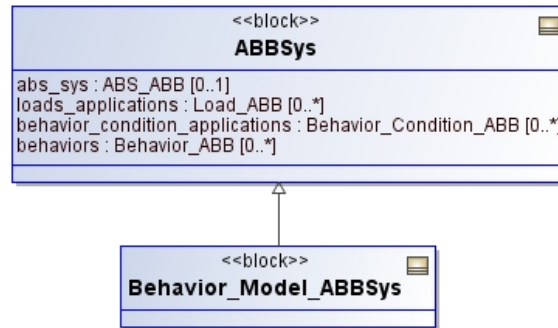 <<block>>
ABBSys
abs_sys : ABS_ABB [0..1]
loads_applications : Load_ABB [0..*]
behavior_condition_applications : Behavior_Condition_ABB [0..*]
behaviors : Behavior_ABB [0..*]
<<block>>
Behavior_Model_ABBSys